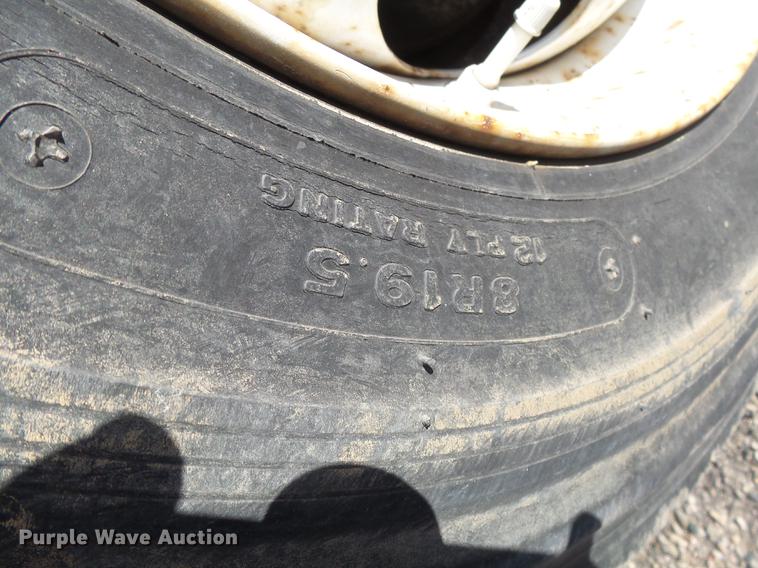 8R19.5
12 PLY RATING
Purple Wave Auction